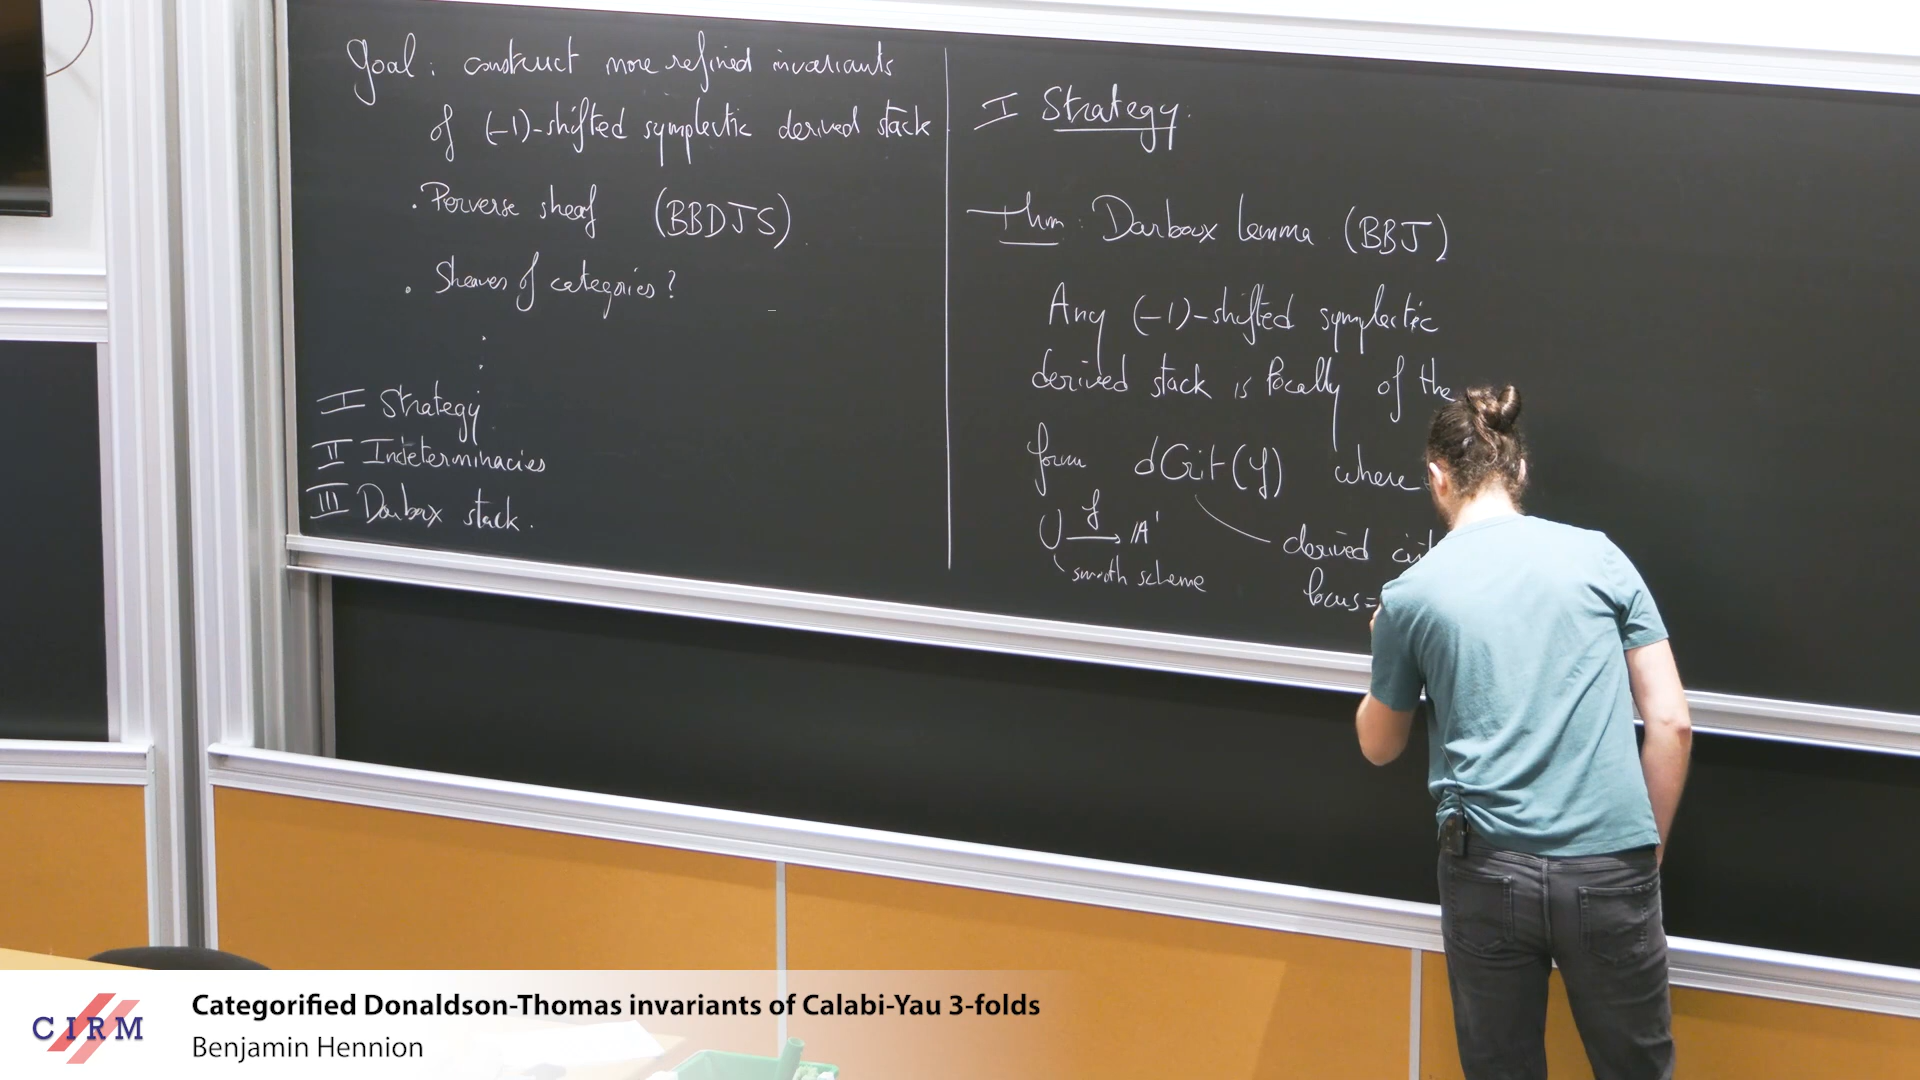 Goal: construct more refined invariants
of (-1)-shifted symplectic derived stack
. Perverse sheaf (BBDJS).
. Sheaves of categories?
I Strategy
II Indeterminacies
III Darboux stack.
I Strategy.
Thm: Darboux lemma (BBJ)
Any (-1)-shifted symplectic
derived stack is locally of the
form dCrit(f) where
U f → A¹
smooth scheme
derived
locus =
CIRM
Categorified Donaldson-Thomas invariants of Calabi-Yau 3-folds
Benjamin Hennion